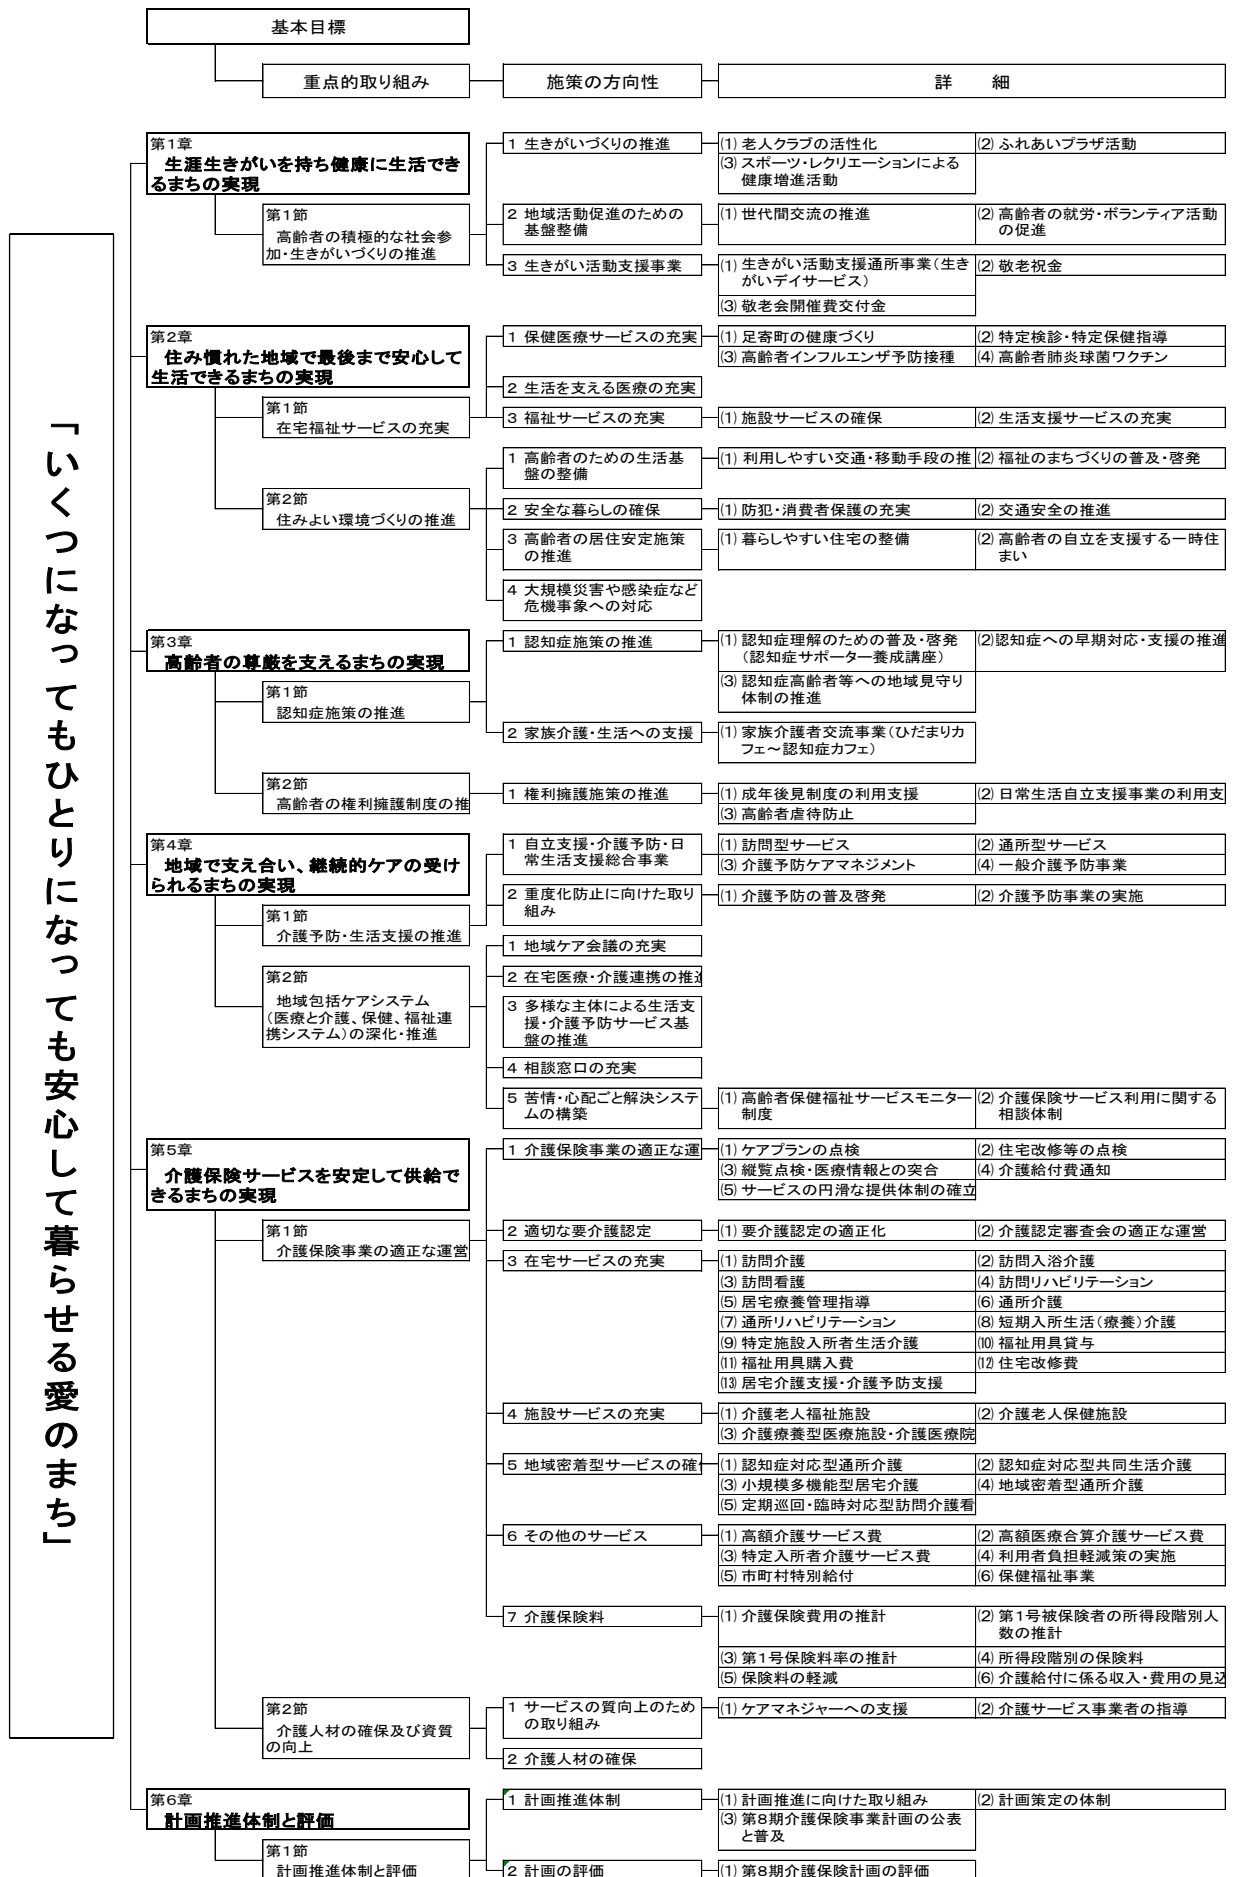 基本目標
重点的取り組み
施策の方向性
詳 細
「いくつになってもひとりになっても安心して暮らせる愛のまち」
第1章
生涯生きがいを持ち健康に生活でき
るまちの実現
第1節
高齢者の積極的な社会参
加・生きがいづくりの推進
1 生きがいづくりの推進
⑴ 老人クラブの活性化
⑵ ふれあいプラザ活動
⑶ スポーツ・レクリエーションによる
健康増進活動
2 地域活動促進のための
基盤整備
⑴ 世代間交流の推進
⑵ 高齢者の就労・ボランティア活動
の促進
3 生きがい活動支援事業
⑴ 生きがい活動支援通所事業（生き
がいデイサービス）
⑵ 敬老祝金
⑶ 敬老会開催費交付金
第2章
住み慣れた地域で最後まで安心して
生活できるまちの実現
第1節
在宅福祉サービスの充実
1 保健医療サービスの充実
⑴ 足寄町の健康づくり
⑵ 特定検診・特定保健指導
⑶ 高齢者インフルエンザ予防接種
⑷ 高齢者肺炎球菌ワクチン
2 生活を支える医療の充実
3 福祉サービスの充実
⑴ 施設サービスの確保
⑵ 生活支援サービスの充実
第2節
住みよい環境づくりの推進
1 高齢者のための生活基
盤の整備
⑴ 利用しやすい交通・移動手段の推
⑵ 福祉のまちづくりの普及・啓発
2 安全な暮らしの確保
⑴ 防犯・消費者保護の充実
⑵ 交通安全の推進
3 高齢者の居住安定施策
の推進
⑴ 暮らしやすい住宅の整備
⑵ 高齢者の自立を支援する一時住
まい
4 大規模災害や感染症など
危機事象への対応
第3章
高齢者の尊厳を支えるまちの実現
第1節
認知症施策の推進
1 認知症施策の推進
⑴ 認知症理解のための普及・啓発
（認知症サポーター養成講座）
⑵認知症への早期対応・支援の推進
⑶ 認知症高齢者等への地域見守り
体制の推進
2 家族介護・生活への支援
⑴ 家族介護者交流事業（ひだまりカ
フェ～認知症カフェ）
第2節
高齢者の権利擁護制度の推
1 権利擁護施策の推進
⑴ 成年後見制度の利用支援
⑵ 日常生活自立支援事業の利用支
⑶ 高齢者虐待防止
第4章
地域で支え合い、継続的ケアの受け
られるまちの実現
第1節
介護予防・生活支援の推進
1 自立支援・介護予防・日
常生活支援総合事業
⑴ 訪問型サービス
⑵ 通所型サービス
⑶ 介護予防ケアマネジメント
⑷ 一般介護予防事業
2 重度化防止に向けた取り
組み
⑴ 介護予防の普及啓発
⑵ 介護予防事業の実施
第2節
地域包括ケアシステム
（医療と介護、保健、福祉連
携システム）の深化・推進
1 地域ケア会議の充実
2 在宅医療・介護連携の推進
3 多様な主体による生活支
援・介護予防サービス基
盤の推進
4 相談窓口の充実
5 苦情・心配ごと解決システ
ムの構築
⑴ 高齢者保健福祉サービスモニター
制度
⑵ 介護保険サービス利用に関する
相談体制
第5章
介護保険サービスを安定して供給で
きるまちの実現
第1節
介護保険事業の適正な運営
1 介護保険事業の適正な運
⑴ ケアプランの点検
⑵ 住宅改修等の点検
⑶ 縦覧点検・医療情報との突合
⑷ 介護給付費通知
⑸ サービスの円滑な提供体制の確立
2 適切な要介護認定
⑴ 要介護認定の適正化
⑵ 介護認定審査会の適正な運営
3 在宅サービスの充実
⑴ 訪問介護
⑵ 訪問入浴介護
⑶ 訪問看護
⑷ 訪問リハビリテーション
⑸ 居宅療養管理指導
⑹ 通所介護
⑺ 通所リハビリテーション
⑻ 短期入所生活（療養）介護
⑼ 特定施設入所者生活介護
⑽ 福祉用具貸与
⑾ 福祉用具購入費
⑿ 住宅改修費
⒀ 居宅介護支援・介護予防支援
4 施設サービスの充実
⑴ 介護老人福祉施設
⑵ 介護老人保健施設
⑶ 介護療養型医療施設・介護医療院
5 地域密着型サービスの確
⑴ 認知症対応型通所介護
⑵ 認知症対応型共同生活介護
⑶ 小規模多機能型居宅介護
⑷ 地域密着型通所介護
⑸ 定期巡回・臨時対応型訪問介護看
6 その他のサービス
⑴ 高額介護サービス費
⑵ 高額医療合算介護サービス費
⑶ 特定入所者介護サービス費
⑷ 利用者負担軽減策の実施
⑸ 市町村特別給付
⑹ 保健福祉事業
7 介護保険料
⑴ 介護保険費用の推計
⑵ 第1号被保険者の所得段階別人
数の推計
⑶ 第1号保険料率の推計
⑷ 所得段階別の保険料
⑸ 保険料の軽減
⑹ 介護給付に係る収入・費用の見込
第2節
介護人材の確保及び資質
の向上
1 サービスの質向上のため
の取り組み
⑴ ケアマネジャーへの支援
⑵ 介護サービス事業者の指導
2 介護人材の確保
第6章
計画推進体制と評価
第1節
計画推進体制と評価
1 計画推進体制
⑴ 計画推進に向けた取り組み
⑵ 計画策定の体制
⑶ 第8期介護保険事業計画の公表
と普及
2 計画の評価
⑴ 第8期介護保険計画の評価